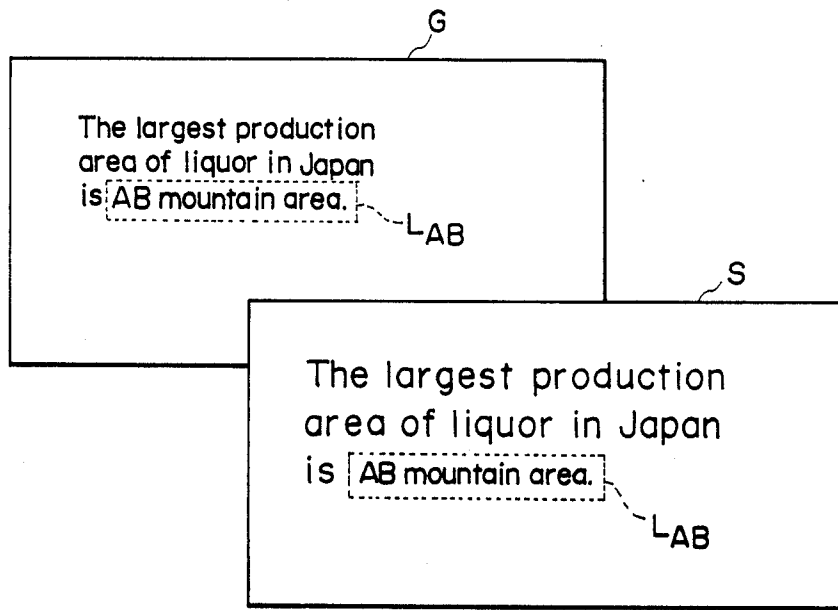 G
The largest production
area of liquor in Japan
is AB mountain area.
LAB
S
The largest production
area of liquor in Japan
is AB mountain area.
LAB